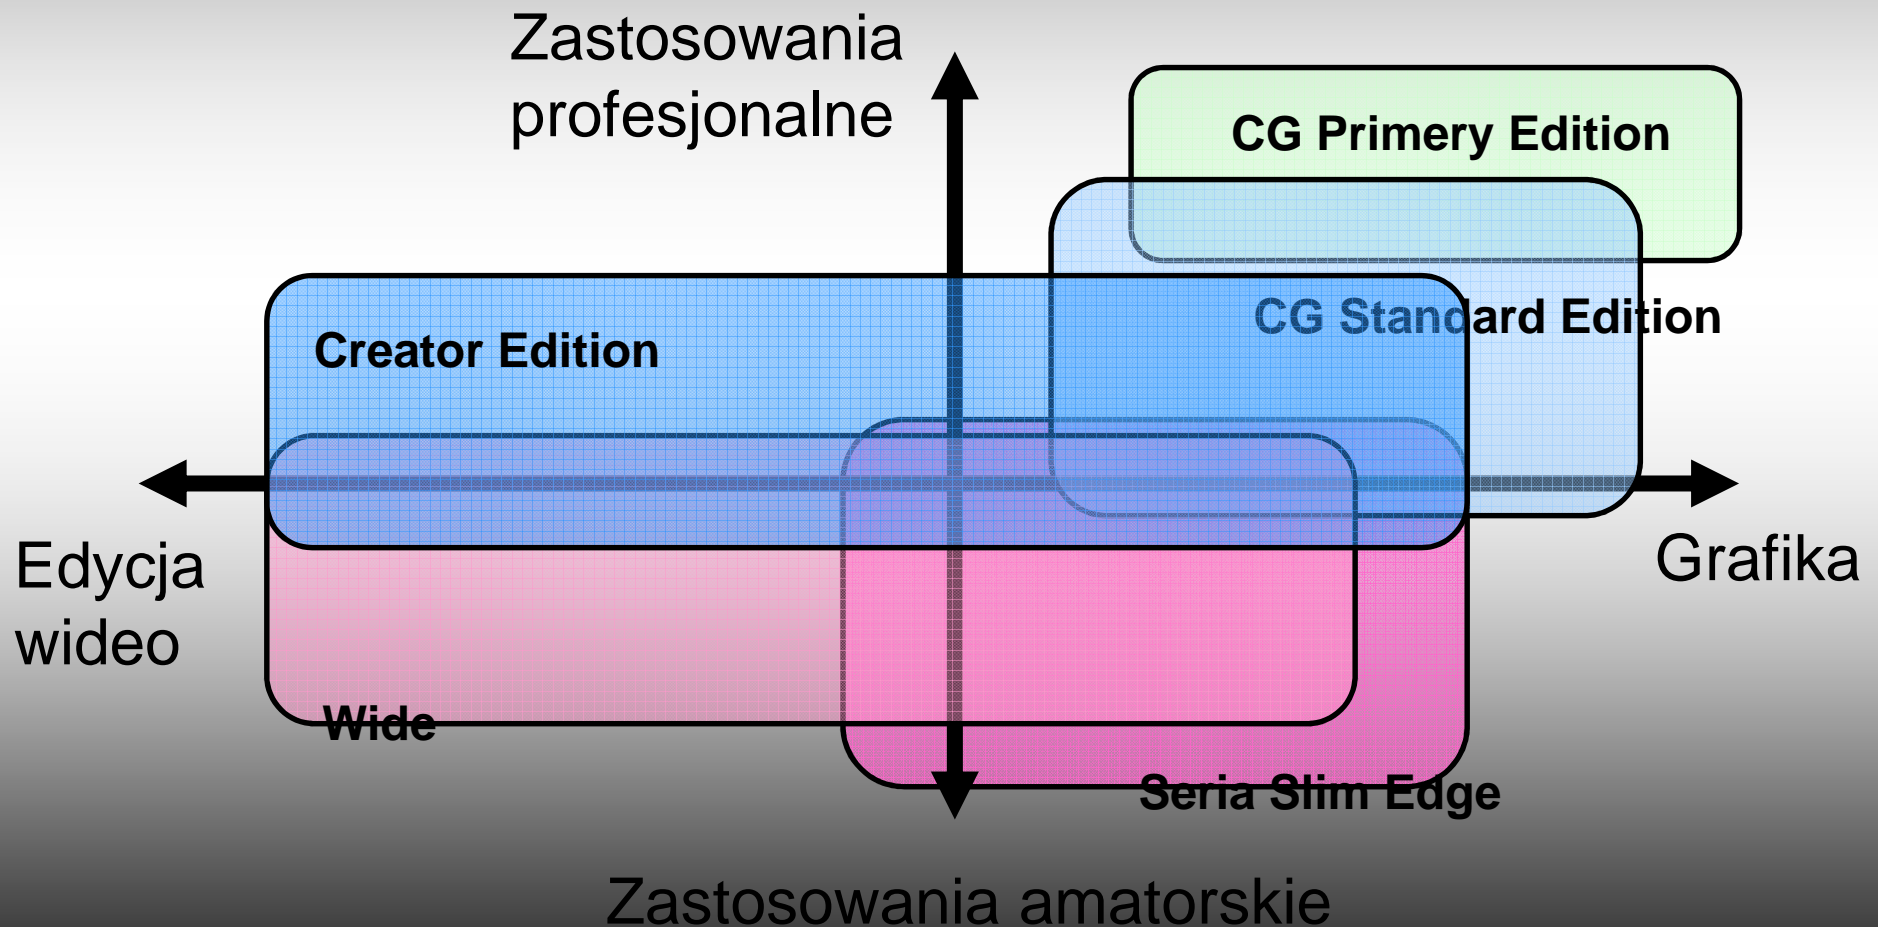 Zastosowania
profesjonalne
CG Primery Edition
CG Standard Edition
Creator Edition
Edycja
wideo
Grafika
Wide
Seria Slim Edge
Zastosowania amatorskie